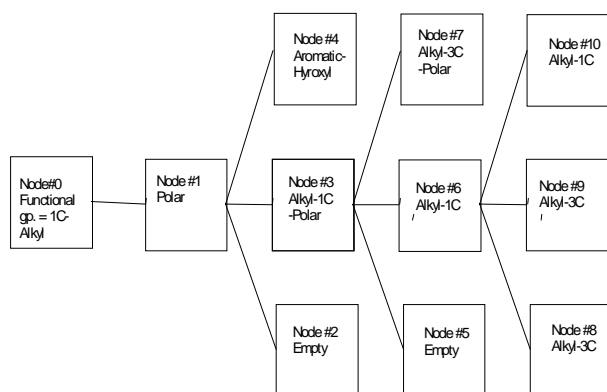 Node#0
Functional
gp. = 1C-
Alkyl
Node #1
Polar
Node #4
Aromatic-
Hyroxyl
Node #3
Alkyl-1C
-Polar
Node #2
Empty
Node #7
Alkyl-3C
-Polar
Node #6
Alkyl-1C
Node #5
Empty
Node #10
Alkyl-1C
Node #9
Alkyl-3C
Node #8
Alkyl-3C